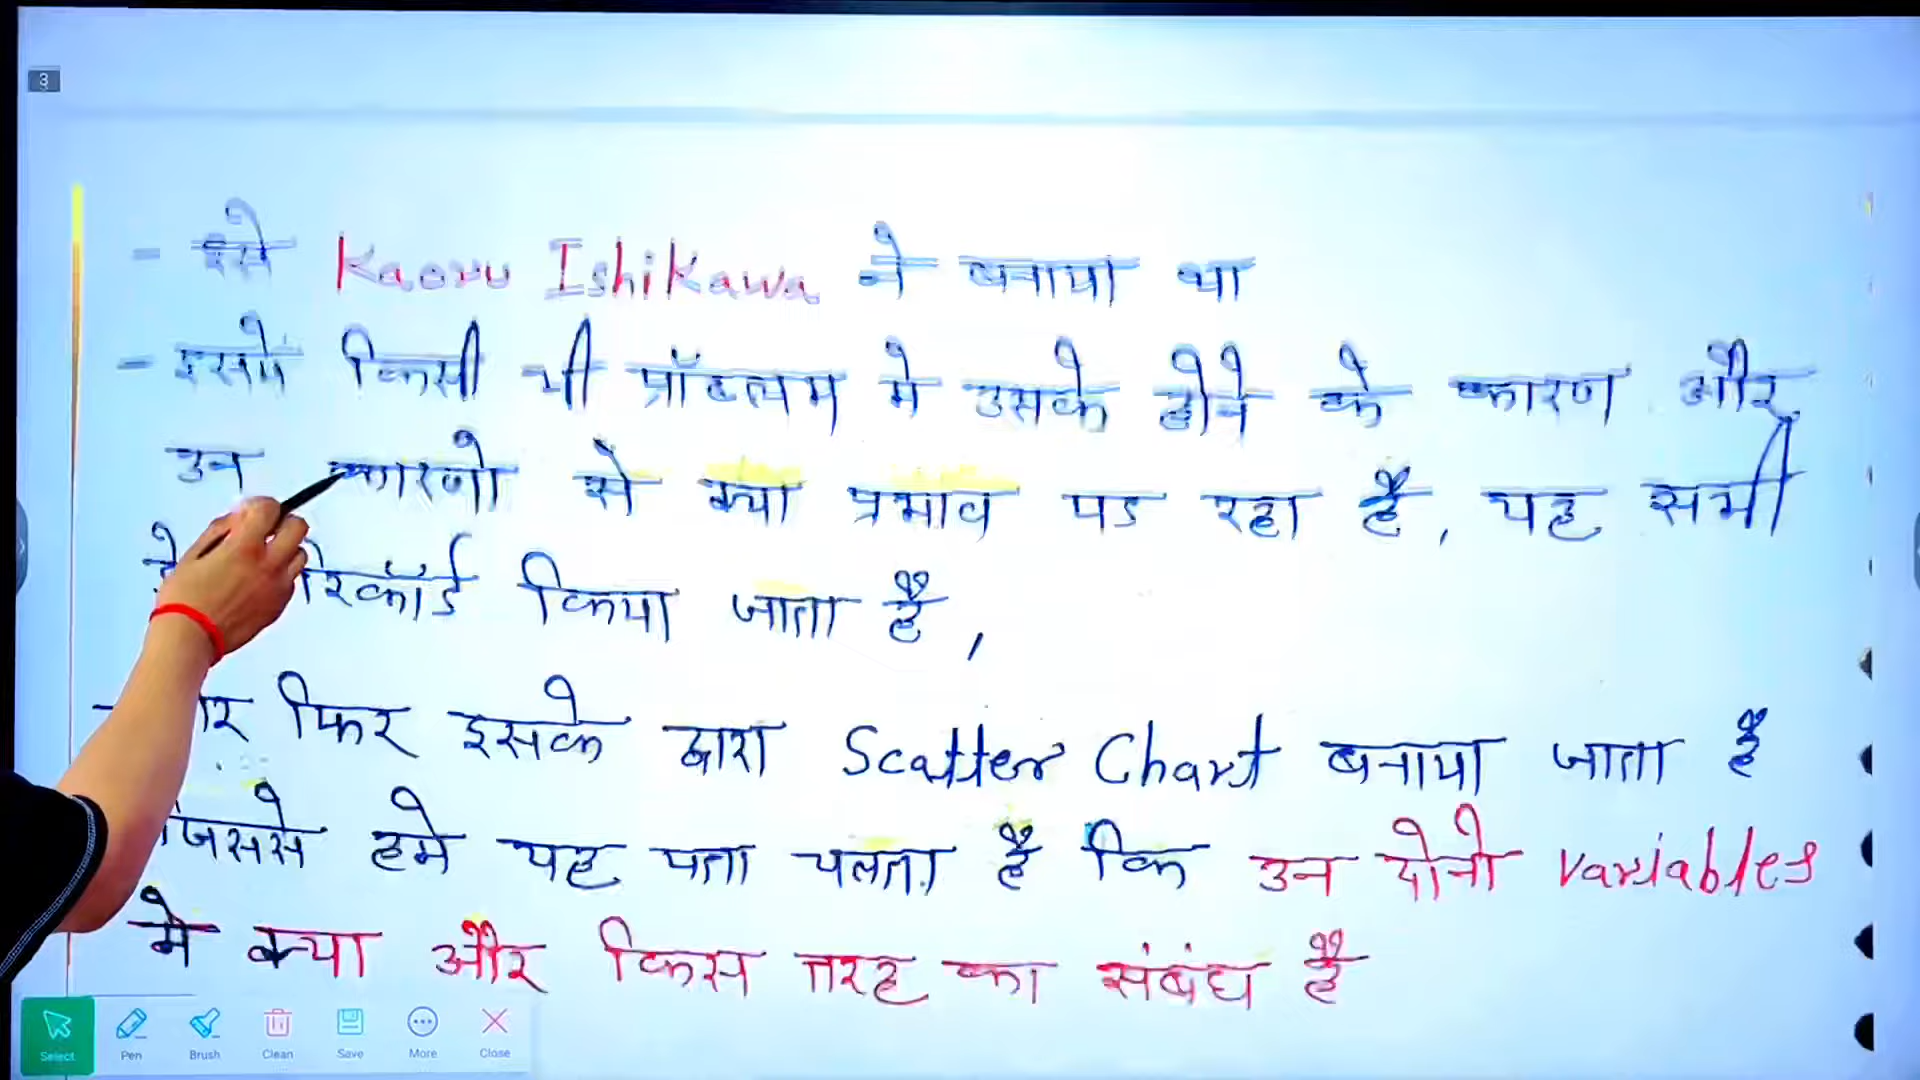 3
- इसे Kaoru Ishikawa ने बनाया था
- इसमे किसी भी प्रॉब्लम मे उसके होने के कारण और
उन कारणो से क्या प्रभाव पड रहा है, यह सभी
रिकॉर्ड किया जाता है,
- फिर इसके द्वारा Scatter Chart बनाया जाता है
जिससे हमे यह पता चलता है कि उन दोनो variables
मे क्या और किस तरह का संबंध है
Select Pen Brush Clean Save More Close